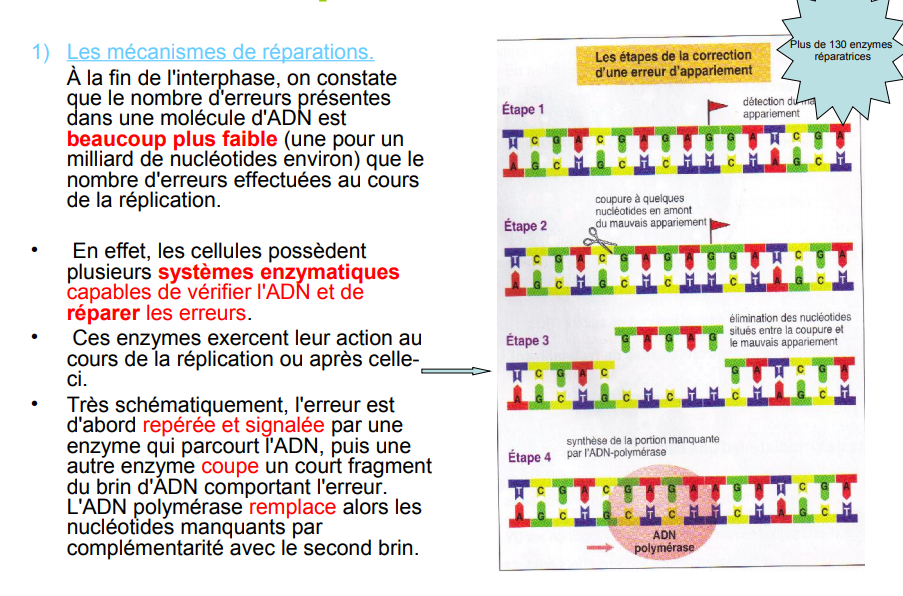 1) Les mécanismes de réparations.
À la fin de l'interphase, on constate
que le nombre d'erreurs présentes
dans une molécule d'ADN est
beaucoup plus faible (une pour un
milliard de nucléotides environ) que le
nombre d'erreurs effectuées au cours
de la réplication.
• En effet, les cellules possèdent
plusieurs systèmes enzymatiques
capables de vérifier l'ADN et de
réparer les erreurs.
• Ces enzymes exercent leur action au
cours de la réplication ou après celle-
ci.
• Très schématiquement, l'erreur est
d'abord repérée et signalée par une
enzyme qui parcourt l'ADN, puis une
autre enzyme coupe un court fragment
du brin d'ADN comportant l'erreur.
L'ADN polymérase remplace alors les
nucléotides manquants par
complémentarité avec le second brin.
Plus de 130 enzymes
réparatrices
Les étapes de la correction
d'une erreur d'appariement
Étape 1
détection du
appariement
T C G A C G A G A G G A T C G A
A G C T G C T C T T C T A G C T
Étape 2
coupure à quelques
nucléotides en amont
du mauvais appariement
T C G A C G A G A G G A T C G A
A G C T G C T C T T C T A G C T
Étape 3
élimination des nucléotides
situés entre la coupure et
le mauvais appariement
G A G A G
T C G A C G A T C G A
A G C T G C T C T T C T A G C T
Étape 4
synthèse de la portion manquante
par l'ADN-polymérase
T C G A C G A G A A G A T C G A
A G C T G C T C T T C T A G C T
ADN
polymérase